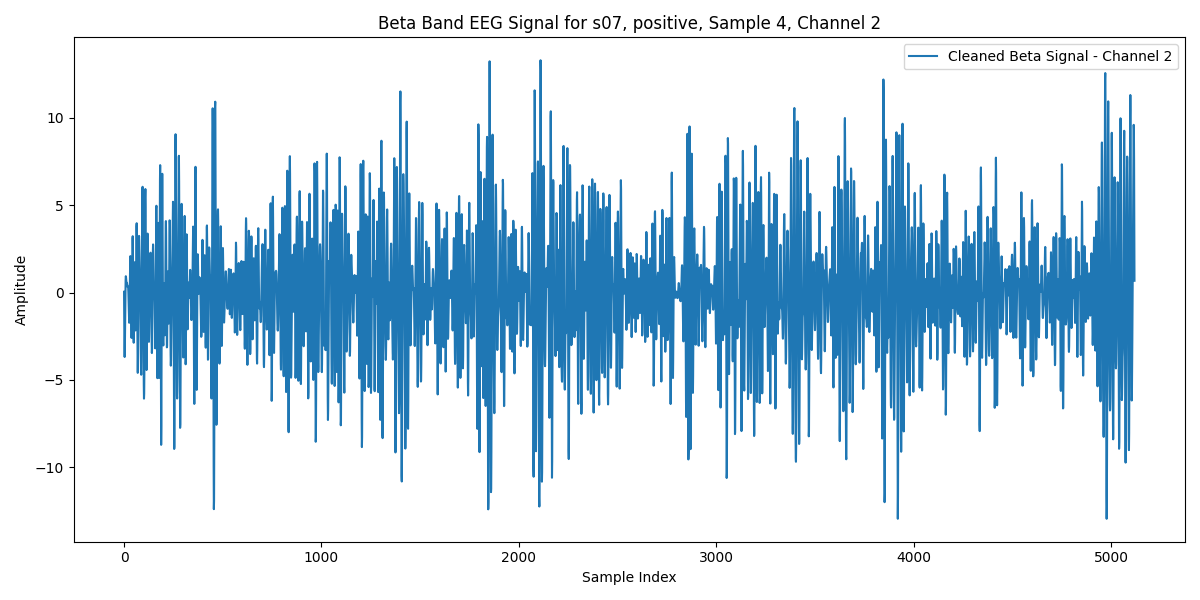 Beta Band EEG Signal for s07, positive, Sample 4, Channel 2
Cleaned Beta Signal - Channel 2
Amplitude
10
5
0
−5
−10
0 1000 2000 3000 4000 5000
Sample Index